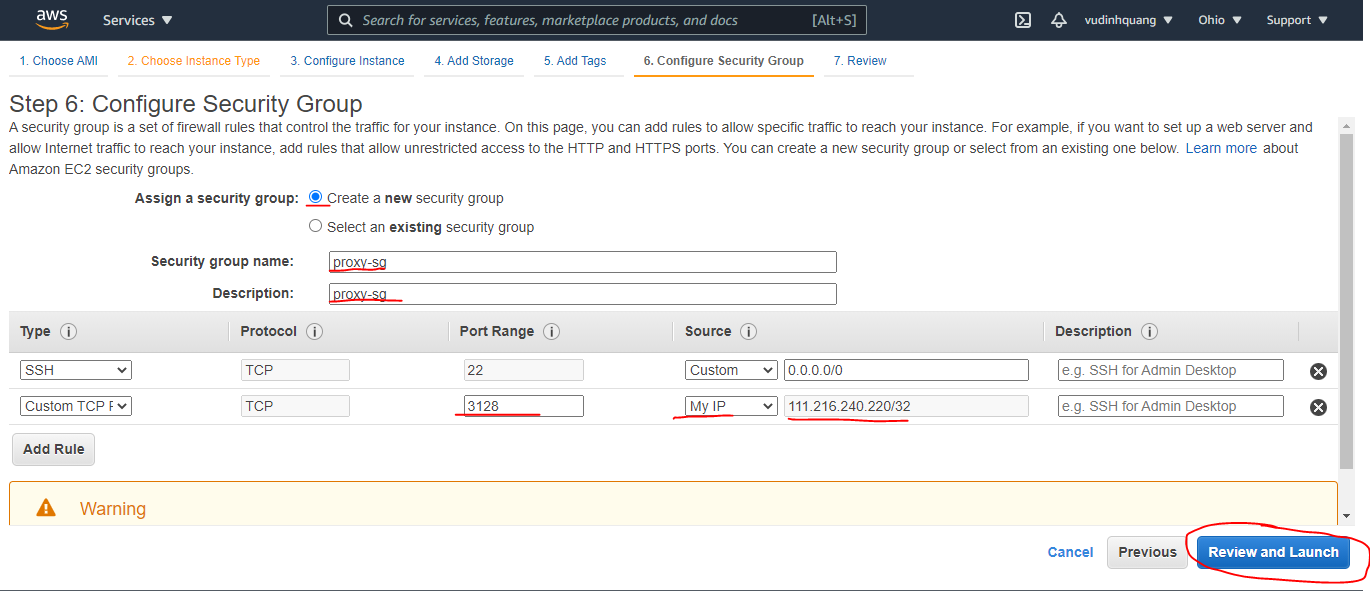 aws Services Search for services, features, marketplace products, and docs [Alt+S] vudinhquang Ohio Support
1. Choose AMI 2. Choose Instance Type 3. Configure Instance 4. Add Storage 5. Add Tags 6. Configure Security Group 7. Review
Step 6: Configure Security Group
A security group is a set of firewall rules that control the traffic for your instance. On this page, you can add rules to allow specific traffic to reach your instance. For example, if you want to set up a web server and
allow Internet traffic to reach your instance, add rules that allow unrestricted access to the HTTP and HTTPS ports. You can create a new security group or select from an existing one below. Learn more about
Amazon EC2 security groups.
Assign a security group: Create a new security group
Select an existing security group
Security group name: proxy-sg
Description: proxy-sg
Type i Protocol i Port Range i Source i Description i
SSH TCP 22 Custom 0.0.0.0/0 e.g. SSH for Admin Desktop
Custom TCP TCP 3128 My IP 111.216.240.220/32 e.g. SSH for Admin Desktop
Add Rule
Warning
Cancel Previous Review and Launch